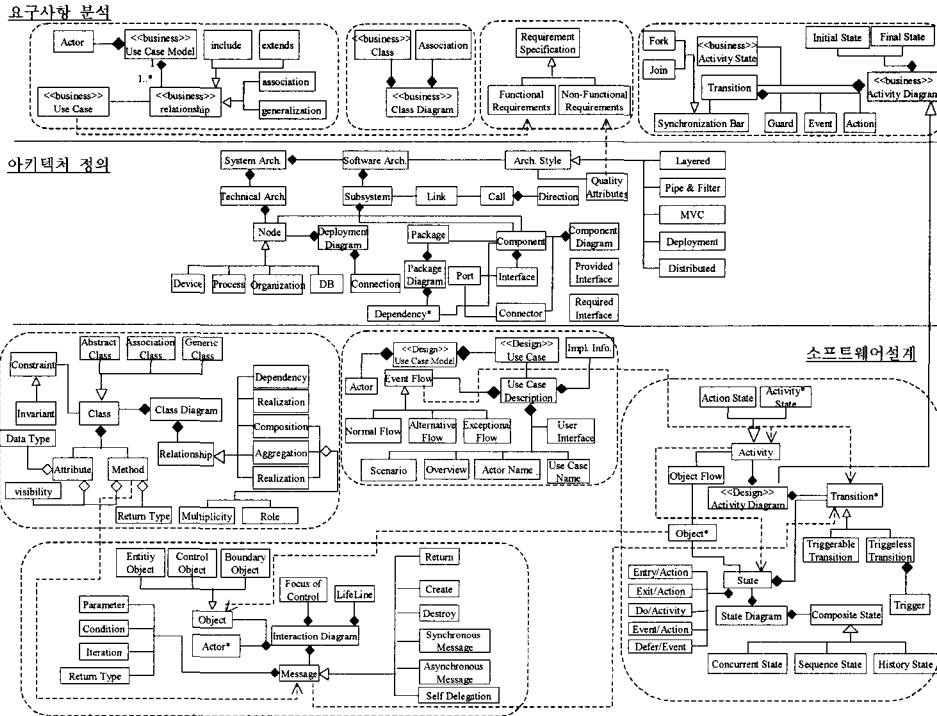 요구사항 분석
Actor
<<business>>
Use Case Model
include
extends
1
1..*
<<business>>
Use Case
<<business>>
relationship
association
generalization
<<business>>
Class
Association
<<business>>
Class Diagram
Requirement
Specification
Functional
Requirements
Non-Functional
Requirements
Fork
Join
<<business>>
Activity State
Initial State
Final State
Transition
<<business>>
Activity Diagram
Synchronization Bar
Guard
Event
Action
아키텍처 정의
System Arch.
Software Arch.
Arch. Style
Layered
Technical Arch.
Subsystem
Link
Call
Direction
Quality
Attributes
Pipe & Filter
MVC
Deployment
Distributed
Node
Deployment
Diagram
Package
Component
Component
Diagram
Device
Process
Organization
DB
Connection
Package
Diagram
Port
Interface
Provided
Interface
Dependency*
Connector
Required
Interface
소프트웨어설계
Abstract
Class
Association
Class
Generic
Class
Constraint
Invariant
Class
Class Diagram
Data Type
Attribute
Method
Relationship
visibility
Return Type
Multiplicity
Role
Dependency
Realization
Composition
Aggregation
Realization
<<Design>>
Use Case Model
<<Design>>
Use Case
Impl. Info.
Actor
Event Flow
Use Case
Description
Normal Flow
Alternative
Flow
Exceptional
Flow
User
Interface
Scenario
Overview
Actor Name
Use Case
Name
Action State
Activity*
State
Activity
Object Flow
<<Design>>
Activity Diagram
Transition*
Object*
Triggerable
Transition
Triggeless
Transition
Trigger
Entry/Action
Exit/Action
Do/Activity
Event/Action
Defer/Event
State
State Diagram
Composite State
Concurrent State
Sequence State
History State
Entitiy
Object
Control
Object
Boundary
Object
Focus of
Control
LifeLine
Return
Create
Destroy
Synchronous
Message
Asynchronous
Message
Self Delegation
Parameter
Condition
Iteration
Return Type
Object
Actor*
Interaction Diagram
Message